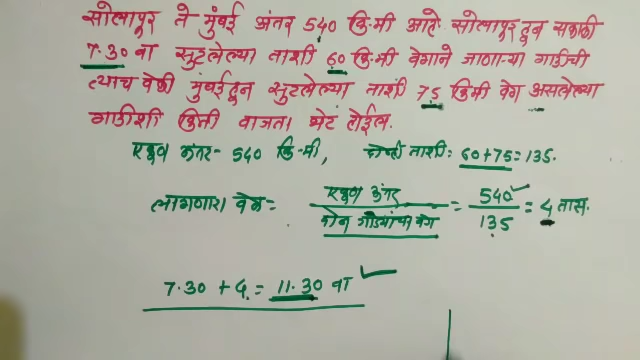 सोलापूर ते मुंबई अंतर 540 कि.मी आहे. सोलापूरहून सकाळी
7.30 वा सुटलेल्या ताशी 60 कि.मी वेगाने जाणाऱ्या गाडीची
त्याच वेळी मुंबईहून सुटलेल्या ताशी 75 किमी वेग असलेल्या
गाडीशी किती वाजता भेट होईल.
एकूण अंतर- 540 कि-मी, दोन्ही ताशी: 60+75=135.
लागणारा वेळ= एकूण अंतर / दोन गाड्यांचा वेग = 540 / 135 = 4 तास.
7.30 + 4 = 11.30 वा